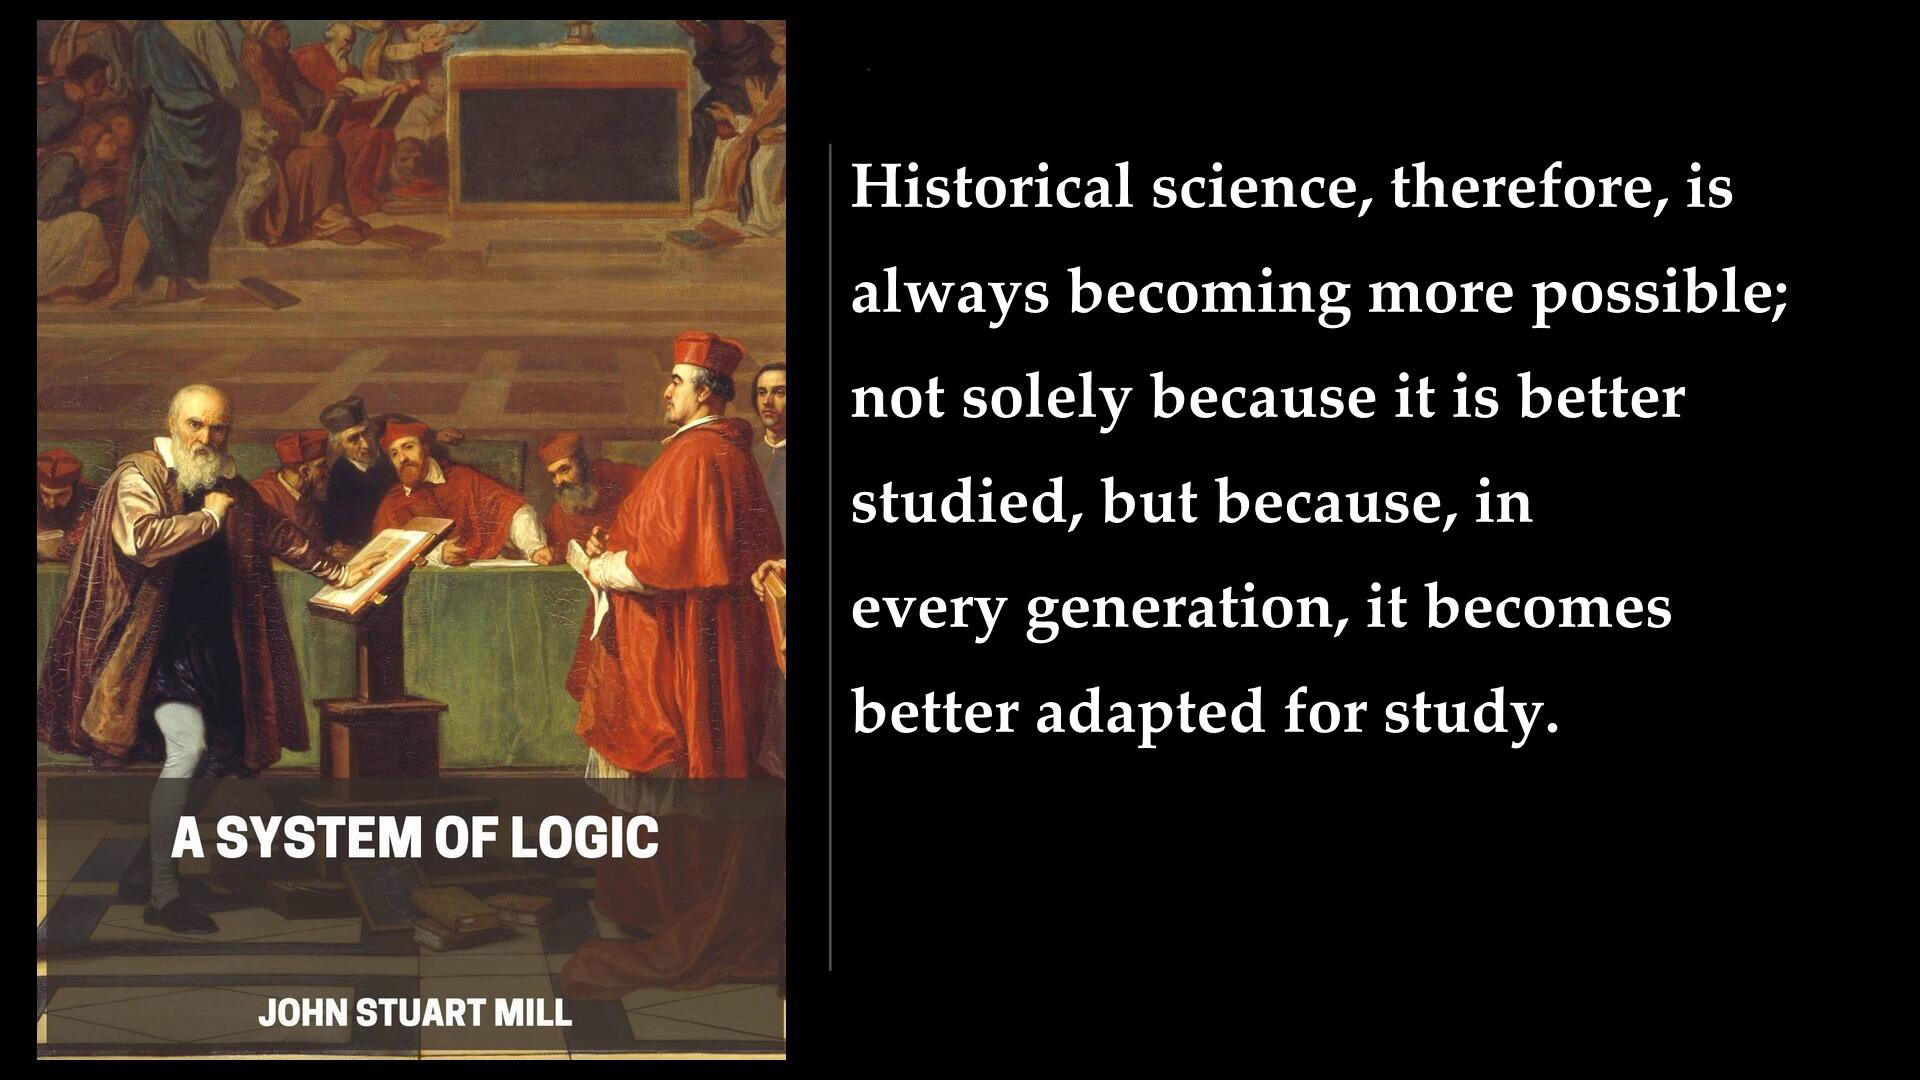 A SYSTEM OF LOGIC
JOHN STUART MILL
Historical science, therefore, is
always becoming more possible;
not solely because it is better
studied, but because, in
every generation, it becomes
better adapted for study.